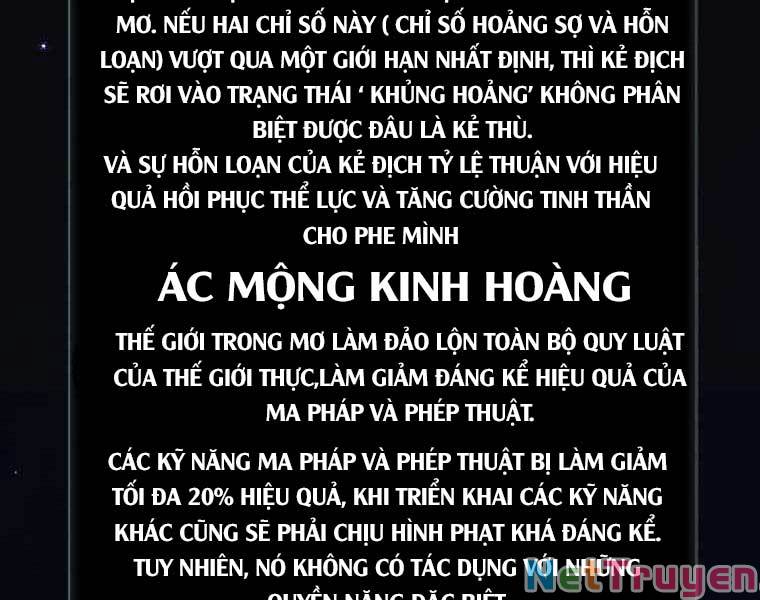 MƠ. NẾU HAI CHỈ SỐ NÀY ( CHỈ SỐ HOẢNG SỢ VÀ HỖN
LOẠN) VƯỢT QUA MỘT GIỚI HẠN NHẤT ĐỊNH, THÌ KẺ ĐỊCH
SẼ RƠI VÀO TRẠNG THÁI ‘ KHỦNG HOẢNG’ KHÔNG PHÂN
BIỆT ĐƯỢC ĐÂU LÀ KẺ THÙ.
VÀ SỰ HỖN LOẠN CỦA KẺ ĐỊCH TỶ LỆ THUẬN VỚI HIỆU
QUẢ HỒI PHỤC THỂ LỰC VÀ TĂNG CƯỜNG TINH THẦN
CHO PHE MÌNH
ÁC MỘNG KINH HOÀNG
THẾ GIỚI TRONG MƠ LÀM ĐẢO LỘN TOÀN BỘ QUY LUẬT
CỦA THẾ GIỚI THỰC,LÀM GIẢM ĐÁNG KỂ HIỆU QUẢ CỦA
MA PHÁP VÀ PHÉP THUẬT.
CÁC KỸ NĂNG MA PHÁP VÀ PHÉP THUẬT BỊ LÀM GIẢM
TỐI ĐA 20% HIỆU QUẢ, KHI TRIỂN KHAI CÁC KỸ NĂNG
KHÁC CŨNG SẼ PHẢI CHỊU HÌNH PHẠT KHÁ ĐÁNG KỂ.
TUY NHIÊN, NÓ KHÔNG CÓ TÁC DỤNG VỚI NHỮNG
QUYỀN NĂNG ĐẶC BIỆT
NetTruyen